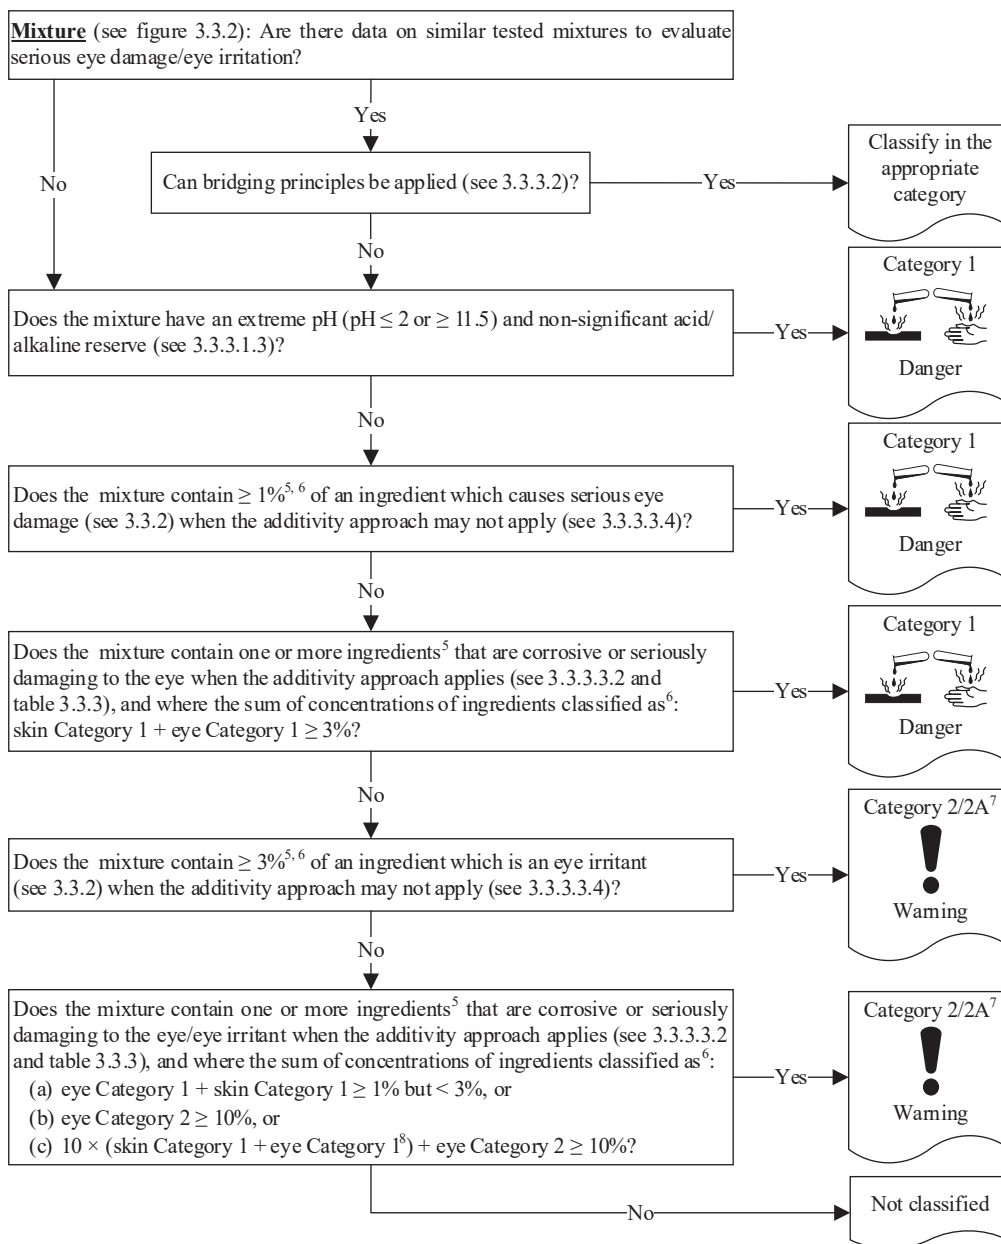 Mixture (see figure 3.3.2): Are there data on similar tested mixtures to evaluate
serious eye damage/eye irritation?
Yes
No
Can bridging principles be applied (see 3.3.3.2)?
Yes
Classify in the
appropriate
category
No
Does the mixture have an extreme pH (pH ≤ 2 or ≥ 11.5) and non-significant acid/
alkaline reserve (see 3.3.3.1.3)?
Yes
Category 1
Danger
No
Does the mixture contain ≥ 1%5, 6 of an ingredient which causes serious eye
damage (see 3.3.2) when the additivity approach may not apply (see 3.3.3.3.4)?
Yes
Category 1
Danger
No
Does the mixture contain one or more ingredients5 that are corrosive or seriously
damaging to the eye when the additivity approach applies (see 3.3.3.3.2 and
table 3.3.3), and where the sum of concentrations of ingredients classified as6:
skin Category 1 + eye Category 1 ≥ 3%?
Yes
Category 1
Danger
No
Does the mixture contain ≥ 3%5, 6 of an ingredient which is an eye irritant
(see 3.3.2) when the additivity approach may not apply (see 3.3.3.3.4)?
Yes
Category 2/2A7
Warning
No
Does the mixture contain one or more ingredients5 that are corrosive or seriously
damaging to the eye/eye irritant when the additivity approach applies (see 3.3.3.3.2
and table 3.3.3), and where the sum of concentrations of ingredients classified as6:
(a) eye Category 1 + skin Category 1 ≥ 1% but < 3%, or
(b) eye Category 2 ≥ 10%, or
(c) 10 × (skin Category 1 + eye Category 18) + eye Category 2 ≥ 10%?
Yes
Category 2/2A7
Warning
No
Not classified